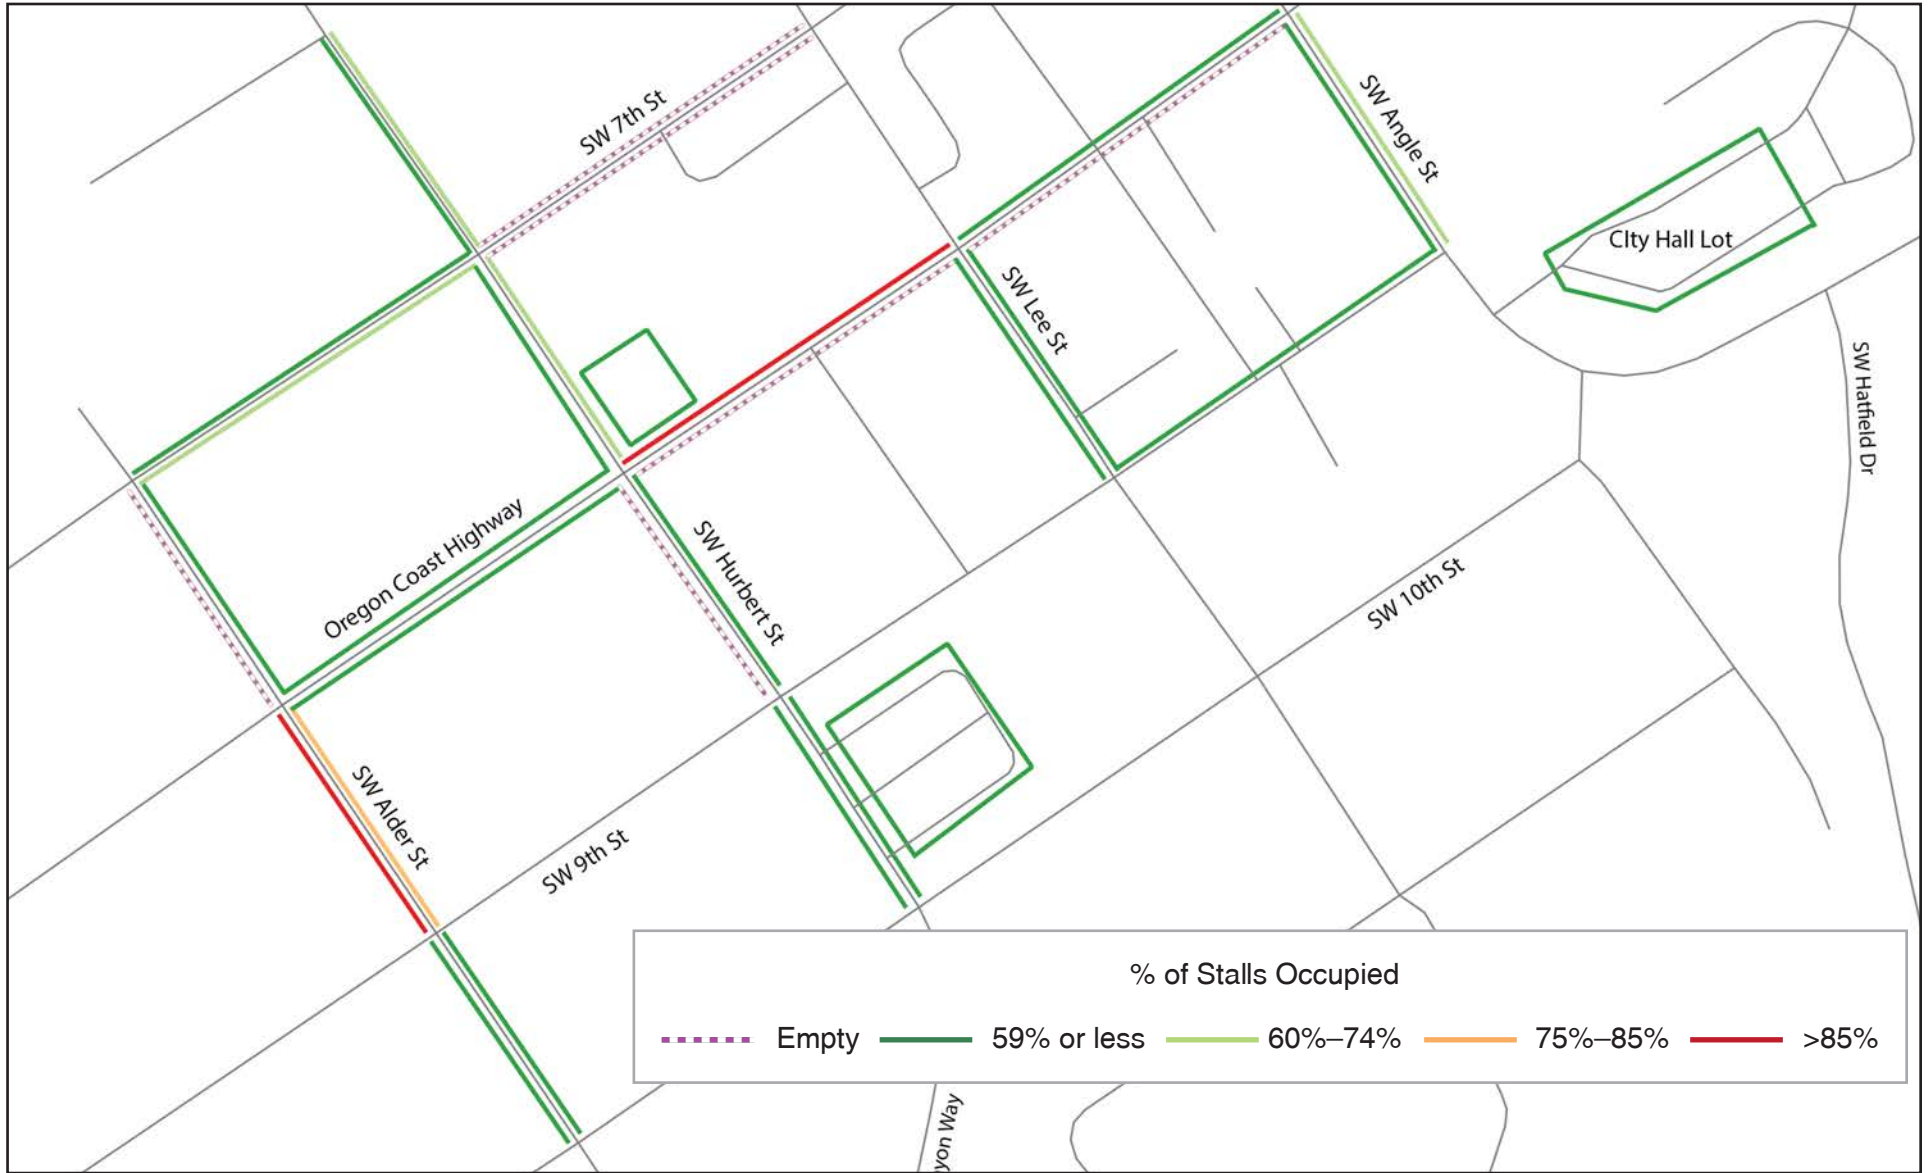 SW 7th St
SW Angle St
CIty Hall Lot
SW Lee St
SW Hatfield Dr
Oregon Coast Highway
SW Hurbert St
SW 10th St
SW Alder St
SW 9th St
% of Stalls Occupied
Empty 59% or less 60%–74% 75%–85% >85%
yon Way